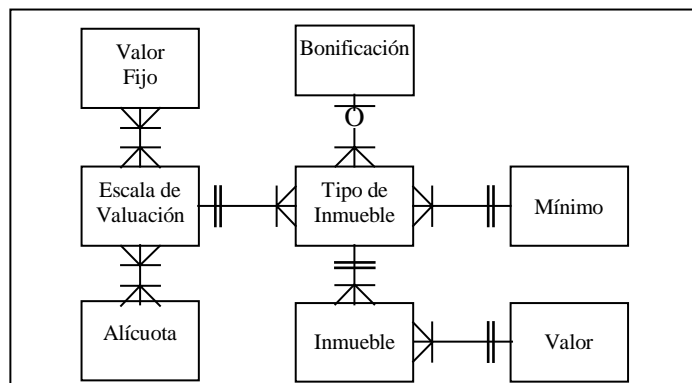 Valor
Fijo
Bonificación
Escala de
Valuación
Tipo de
Inmueble
Mínimo
Alícuota
Inmueble
Valor